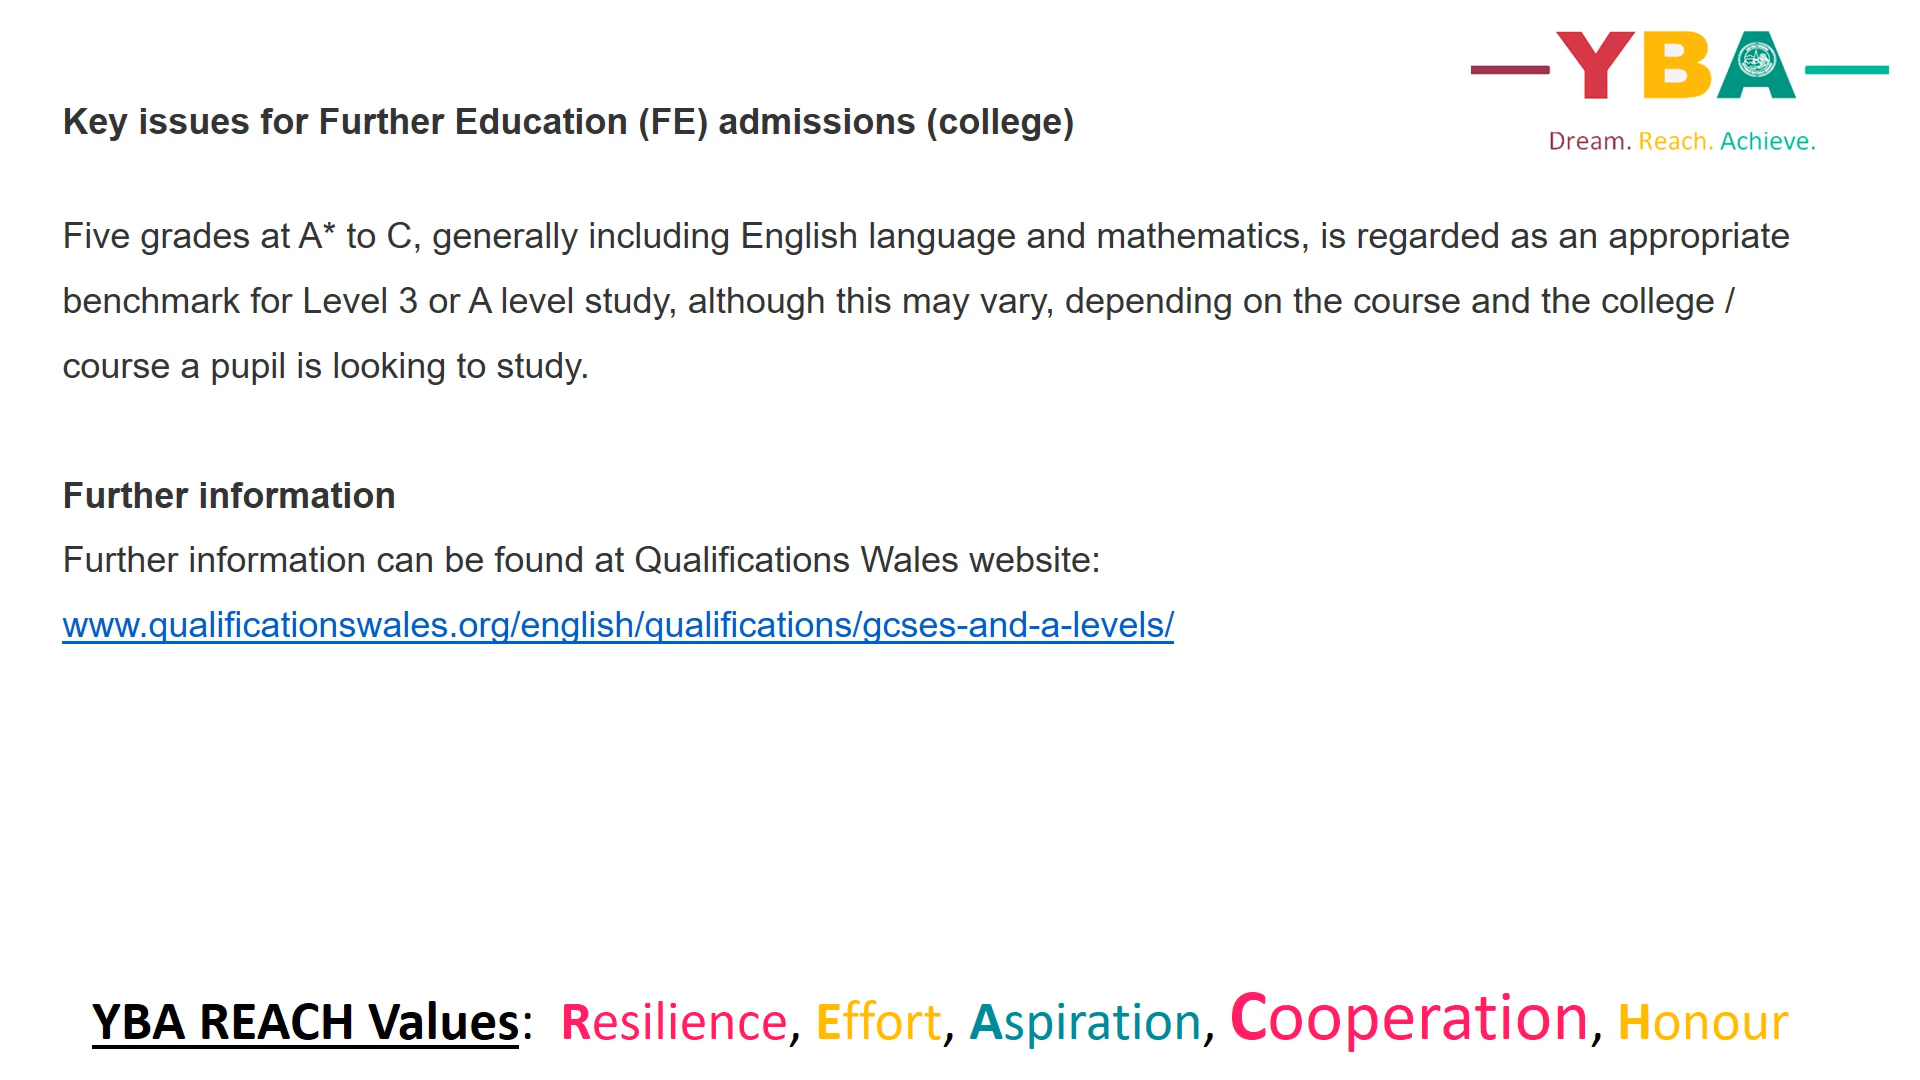 YBA
Dream. Reach. Achieve.
Key issues for Further Education (FE) admissions (college)
Five grades at A* to C, generally including English language and mathematics, is regarded as an appropriate
benchmark for Level 3 or A level study, although this may vary, depending on the course and the college /
course a pupil is looking to study.
Further information
Further information can be found at Qualifications Wales website:
www.qualificationswales.org/english/qualifications/gcses-and-a-levels/
YBA REACH Values: Resilience, Effort, Aspiration, Cooperation, Honour